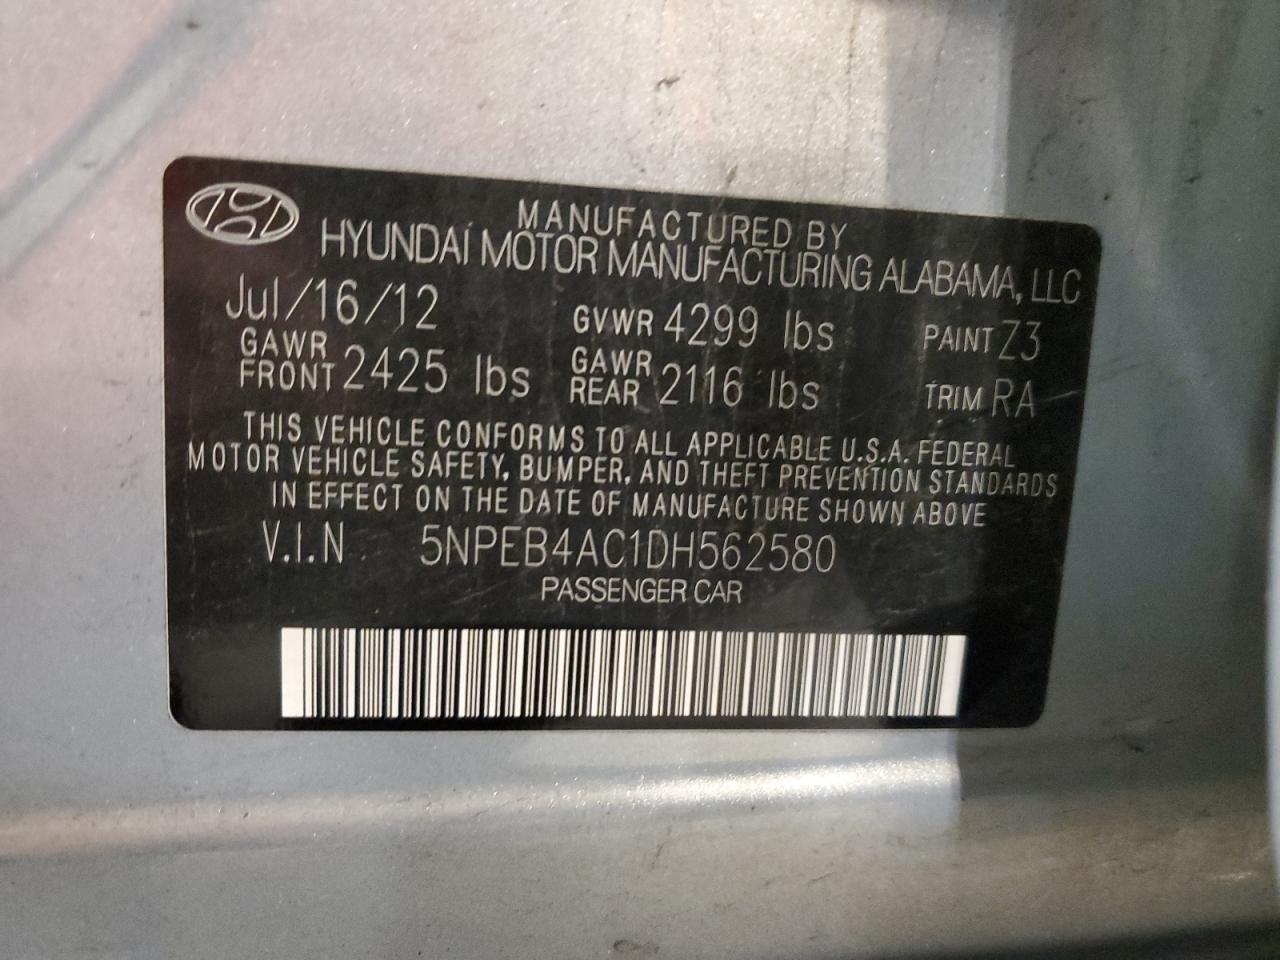 MANUFACTURED BY
HYUNDAI MOTOR MANUFACTURING ALABAMA, LLC
Jul/16/12 GVWR 4299 lbs PAINT Z3
GAWR FRONT 2425 lbs GAWR REAR 2116 lbs TRIM RA
THIS VEHICLE CONFORMS TO ALL APPLICABLE U.S.A. FEDERAL
MOTOR VEHICLE SAFETY, BUMPER, AND THEFT PREVENTION STANDARDS
IN EFFECT ON THE DATE OF MANUFACTURE SHOWN ABOVE
V.I.N 5NPEB4AC1DH562580
PASSENGER CAR